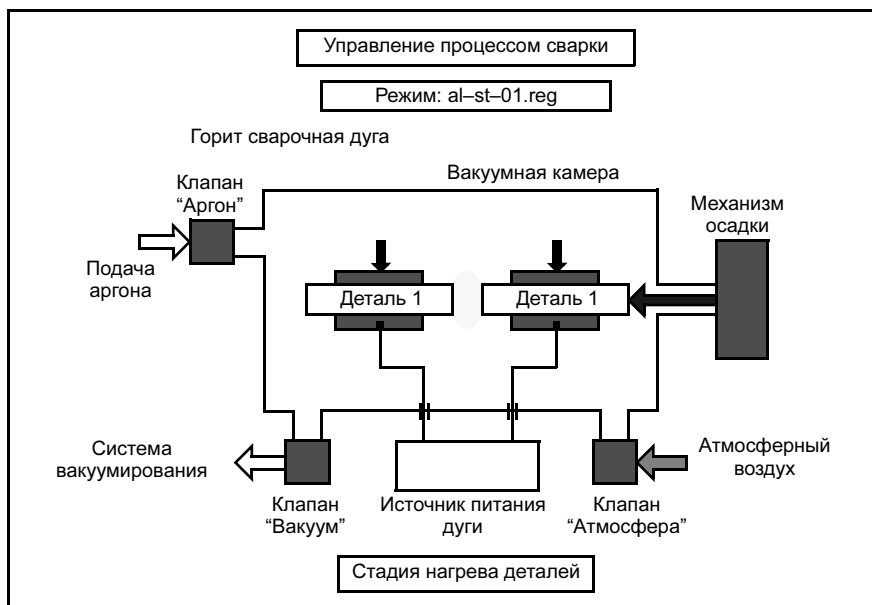 Управление процессом сварки
Режим: al–st–01.reg
Горит сварочная дуга
Клапан
“Аргон”
Вакуумная камера
Механизм
осадки
Подача
аргона
Деталь 1
Деталь 1
Система
вакуумирования
Атмосферный
воздух
Клапан
“Вакуум”
Источник питания
дуги
Клапан
“Атмосфера”
Стадия нагрева деталей